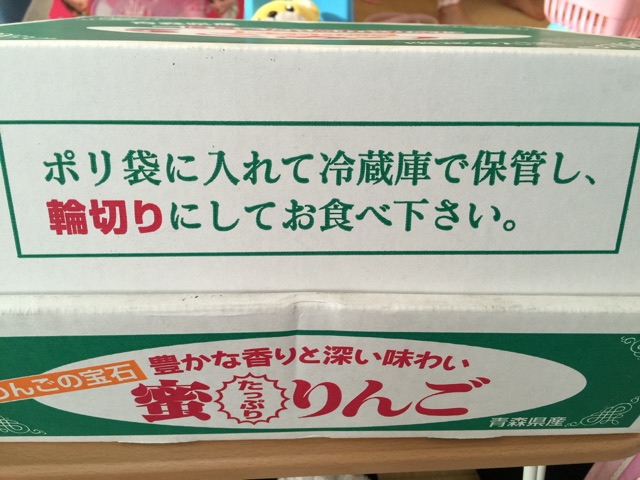 ポリ袋に入れて冷蔵庫で保管し、
輪切りにしてお食べ下さい。
りんごの宝石
豊かな香りと深い味わい
蜜たっぷりりんご
青森県産